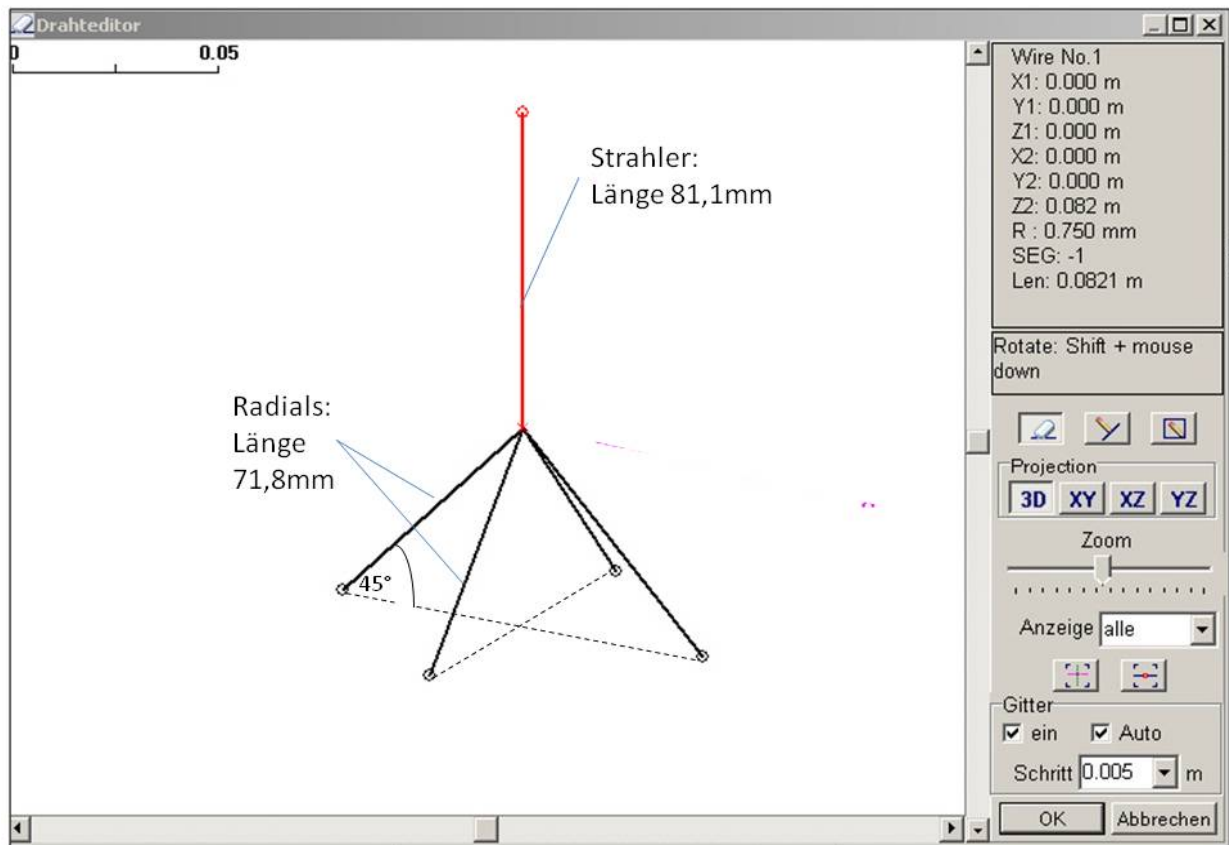 Drahteditor
0 0.05
Strahler:
Länge 81,1mm
Radials:
Länge
71,8mm
45°
Wire No.1
X1: 0.000 m
Y1: 0.000 m
Z1: 0.000 m
X2: 0.000 m
Y2: 0.000 m
Z2: 0.082 m
R : 0.750 mm
SEG: -1
Len: 0.0821 m
Rotate: Shift + mouse
down
Projection
3D XY XZ YZ
Zoom
Anzeige alle
Gitter
ein Auto
Schritt 0.005 m
OK Abbrechen